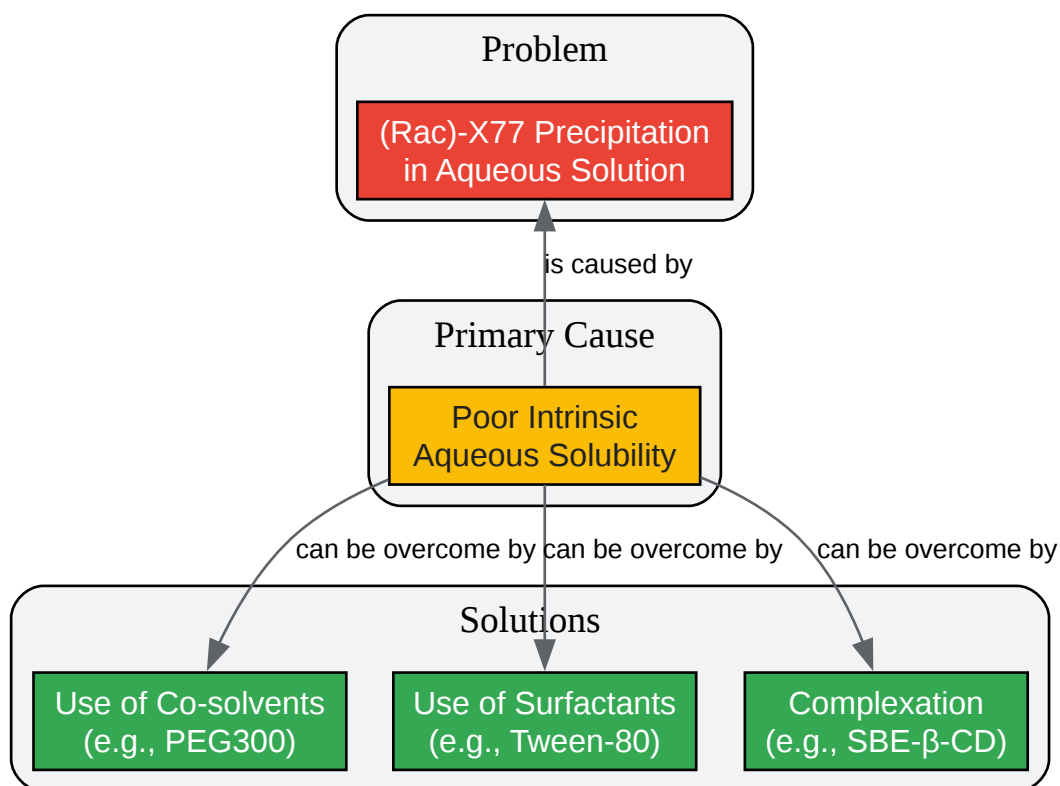 Problem
(Rac)-X77 Precipitation
in Aqueous Solution
is caused by
Primary Cause
Poor Intrinsic
Aqueous Solubility
can be overcome by
can be overcome by
can be overcome by
Solutions
Use of Co-solvents
(e.g., PEG300)
Use of Surfactants
(e.g., Tween-80)
Complexation
(e.g., SBE-β-CD)